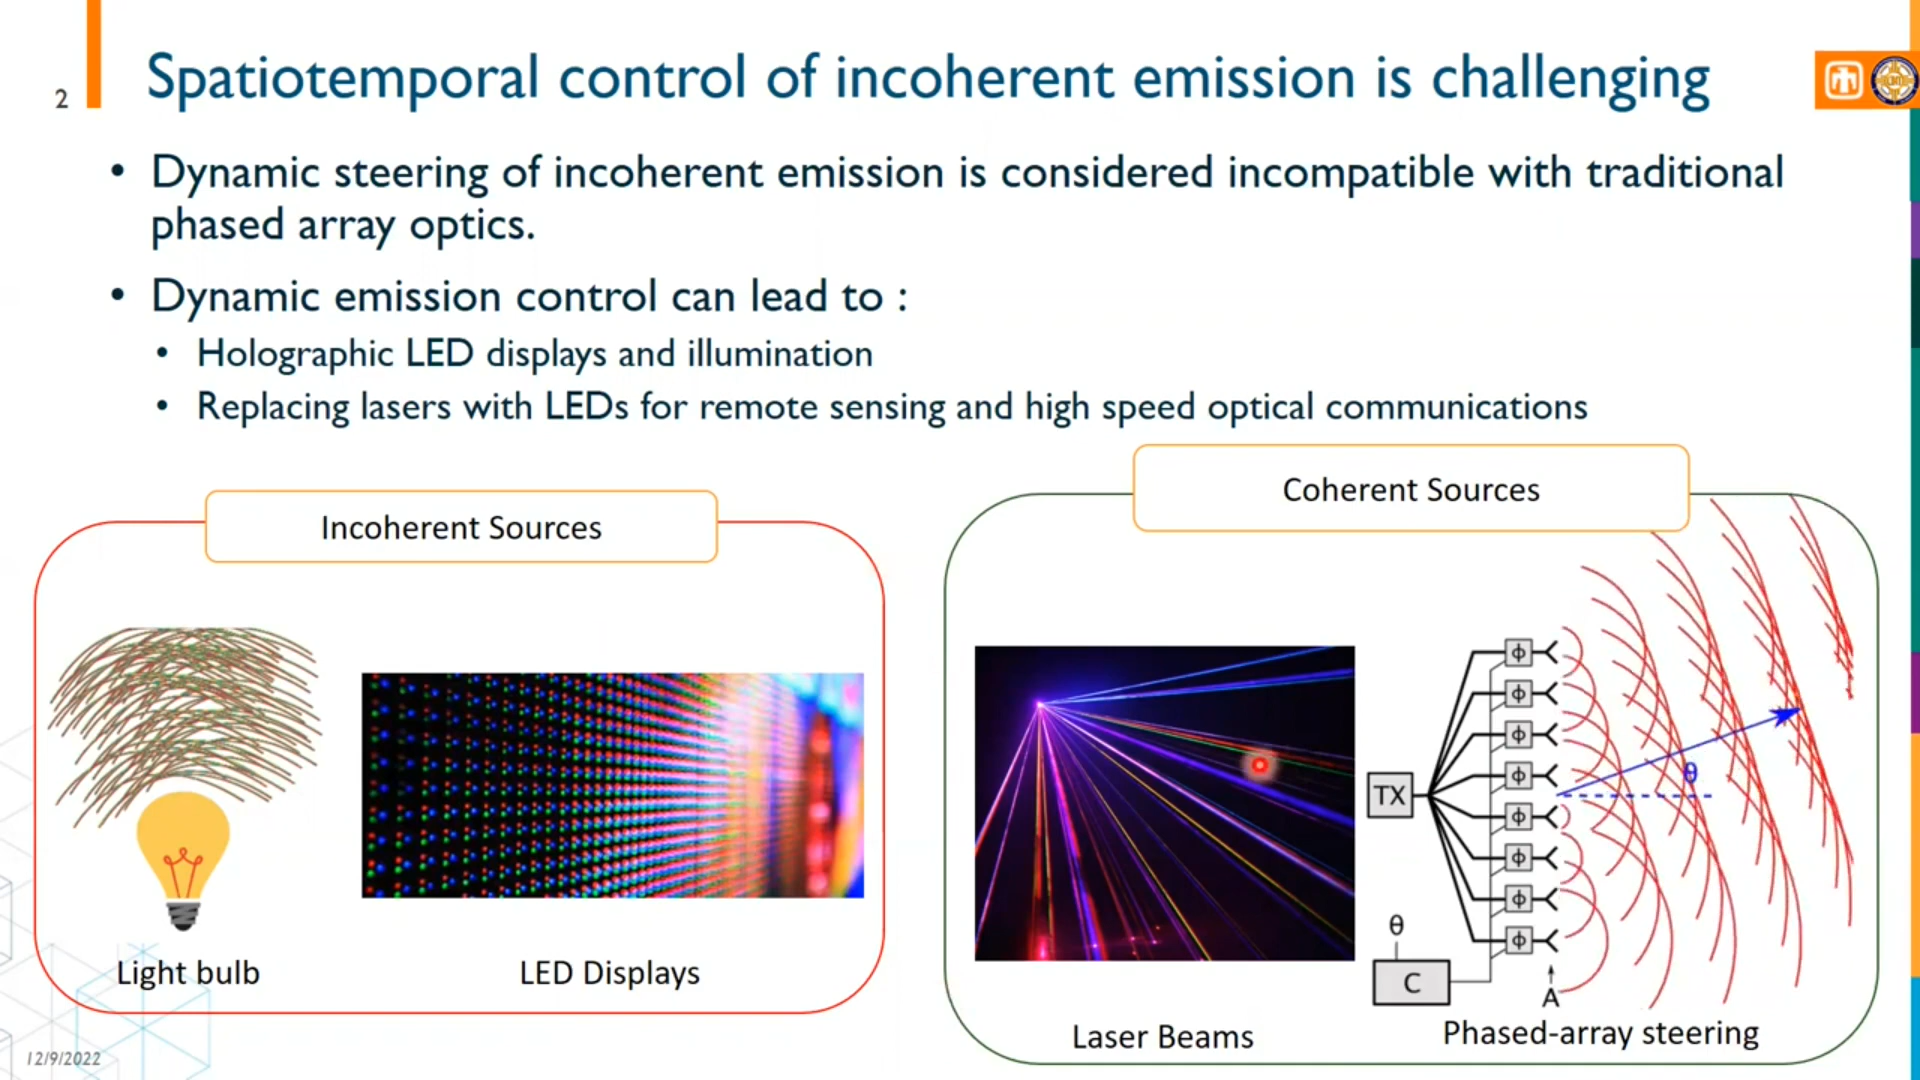 2
Spatiotemporal control of incoherent emission is challenging
• Dynamic steering of incoherent emission is considered incompatible with traditional
phased array optics.
• Dynamic emission control can lead to :
• Holographic LED displays and illumination
• Replacing lasers with LEDs for remote sensing and high speed optical communications
Incoherent Sources
Light bulb
LED Displays
Coherent Sources
Laser Beams
TX
ϕ
ϕ
ϕ
ϕ
ϕ
ϕ
ϕ
ϕ
θ
θ
C
A
Phased-array steering
12/9/2022